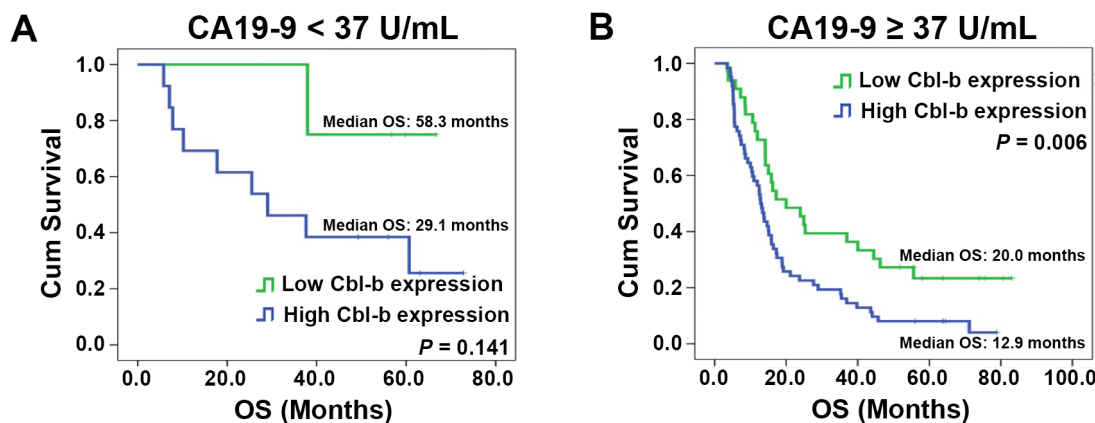 A
CA19-9 < 37 U/mL
Cum Survival
1.0
0.8
0.6
0.4
0.2
0.0
Median OS: 58.3 months
Median OS: 29.1 months
Low Cbl-b expression
High Cbl-b expression
P = 0.141
0.0 20.0 40.0 60.0 80.0
OS (Months)
B
CA19-9 ≥ 37 U/mL
Cum Survival
1.0
0.8
0.6
0.4
0.2
0.0
Low Cbl-b expression
High Cbl-b expression
P = 0.006
Median OS: 20.0 months
Median OS: 12.9 months
0.0 20.0 40.0 60.0 80.0 100.0
OS (Months)